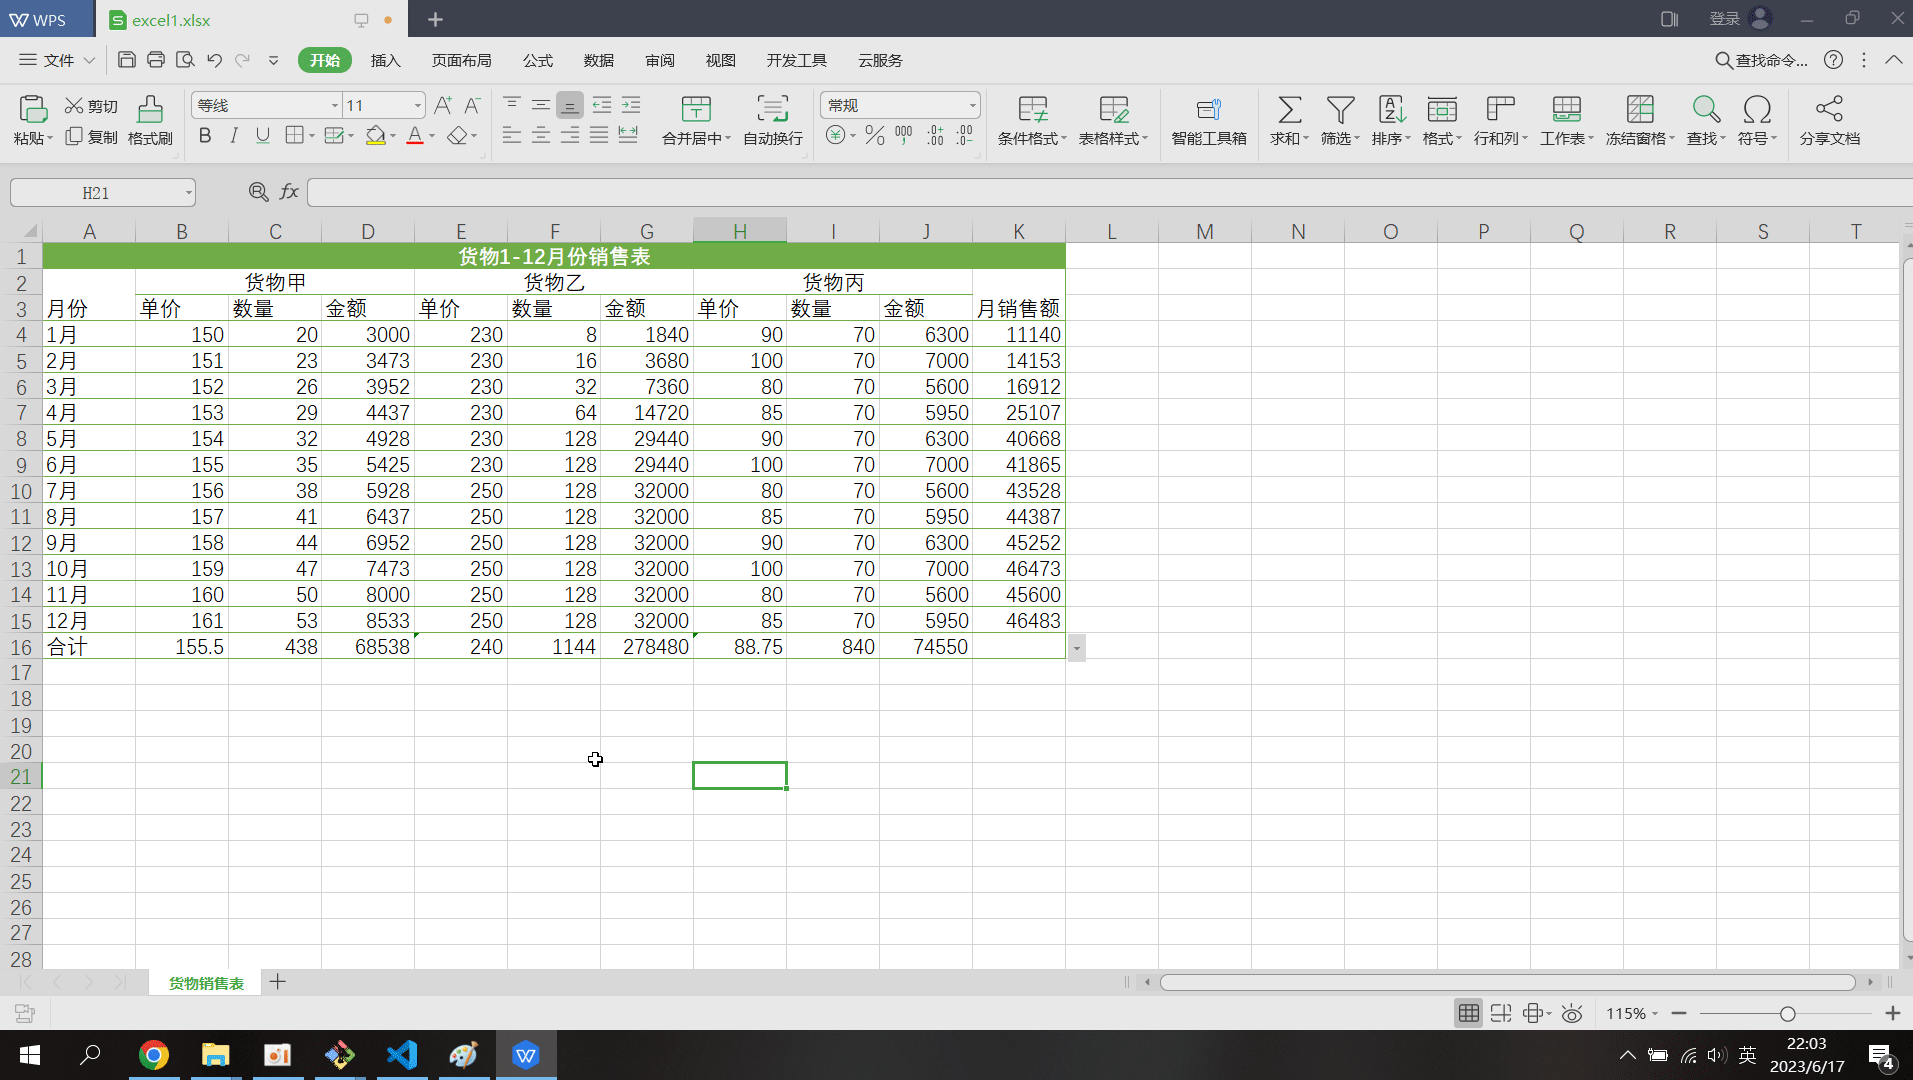 WPS excel1.xlsx 登录
文件 开始 插入 页面布局 公式 数据 审阅 视图 开发工具 云服务 查找命令...
粘贴 剪切 复制 格式刷 等线 11 合并居中 自动换行 常规 条件格式 表格样式 智能工具箱 求和 筛选 排序 格式 行和列 工作表 冻结窗格 查找 符号 分享文档
H21 fx
A B C D E F G H I J K L M N O P Q R S T
1 货物1-12月份销售表
2 货物甲 货物乙 货物丙
3 月份 单价 数量 金额 单价 数量 金额 单价 数量 金额 月销售额
4 1月 150 20 3000 230 8 1840 90 70 6300 11140
5 2月 151 23 3473 230 16 3680 100 70 7000 14153
6 3月 152 26 3952 230 32 7360 80 70 5600 16912
7 4月 153 29 4437 230 64 14720 85 70 5950 25107
8 5月 154 32 4928 230 128 29440 90 70 6300 40668
9 6月 155 35 5425 230 128 29440 100 70 7000 41865
10 7月 156 38 5928 250 128 32000 80 70 5600 43528
11 8月 157 41 6437 250 128 32000 85 70 5950 44387
12 9月 158 44 6952 250 128 32000 90 70 6300 45252
13 10月 159 47 7473 250 128 32000 100 70 7000 46473
14 11月 160 50 8000 250 128 32000 80 70 5600 45600
15 12月 161 53 8533 250 128 32000 85 70 5950 46483
16 合计 155.5 438 68538 240 1144 278480 88.75 840 74550
17
18
19
20
21
22
23
24
25
26
27
28
货物销售表
115%
英 22:03
2023/6/17 4